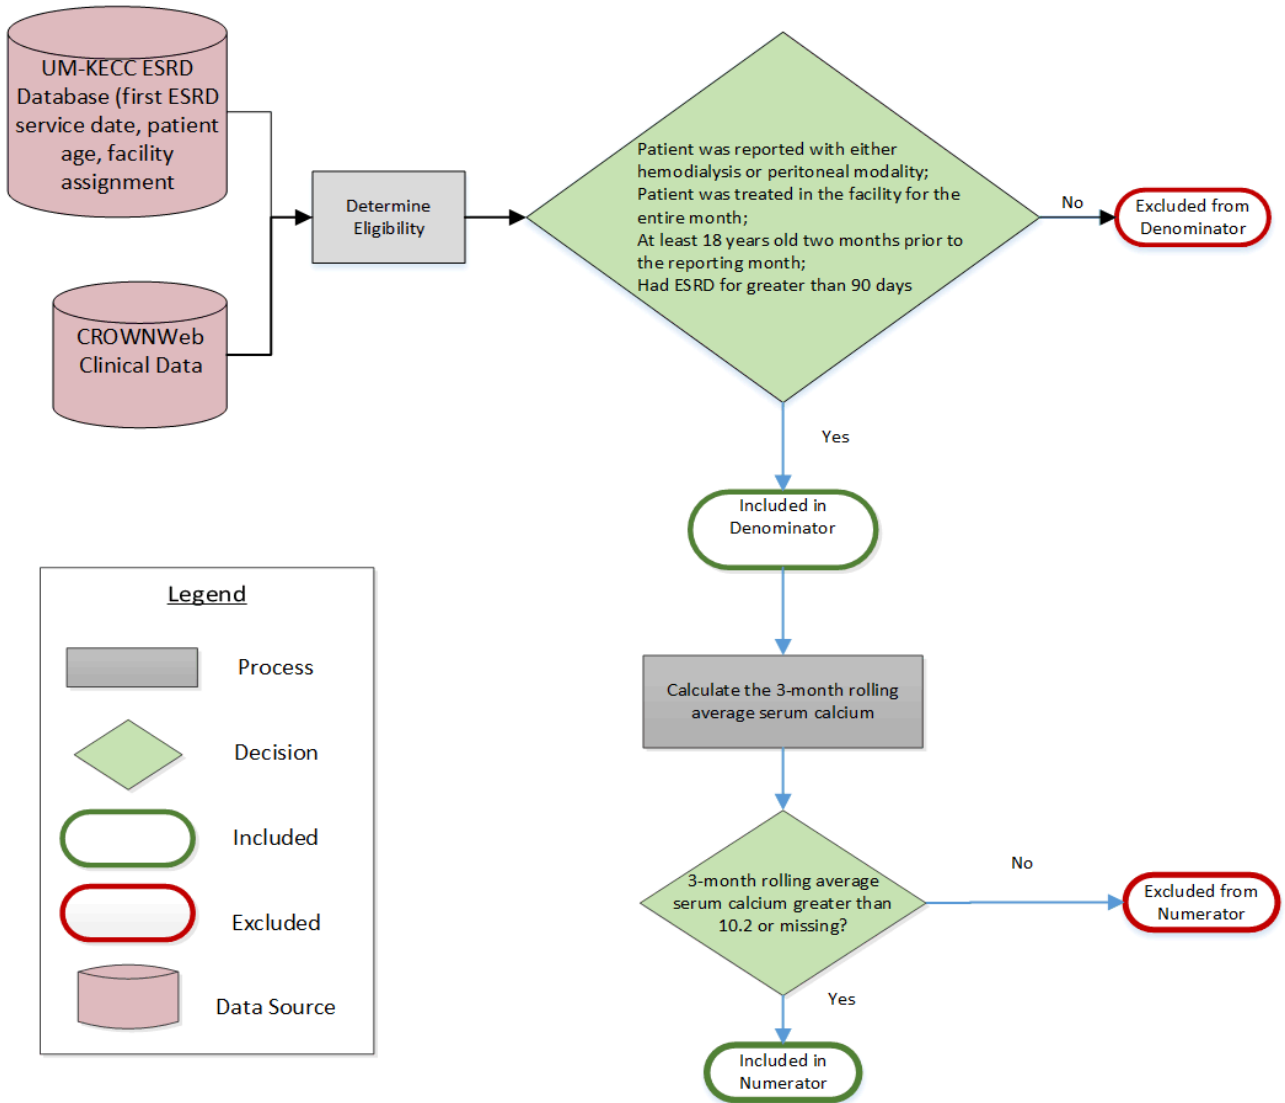 UM-KECC ESRD
Database (first ESRD
service date, patient
age, facility
assignment
CROWNWeb
Clinical Data
Determine
Eligibility
Patient was reported with either
hemodialysis or peritoneal modality;
Patient was treated in the facility for the
entire month;
At least 18 years old two months prior to
the reporting month;
Had ESRD for greater than 90 days
No
Excluded from
Denominator
Yes
Included in
Denominator
Calculate the 3-month rolling
average serum calcium
3-month rolling average
serum calcium greater than
10.2 or missing?
No
Excluded from
Numerator
Yes
Included in
Numerator
Legend
Process
Decision
Included
Excluded
Data Source